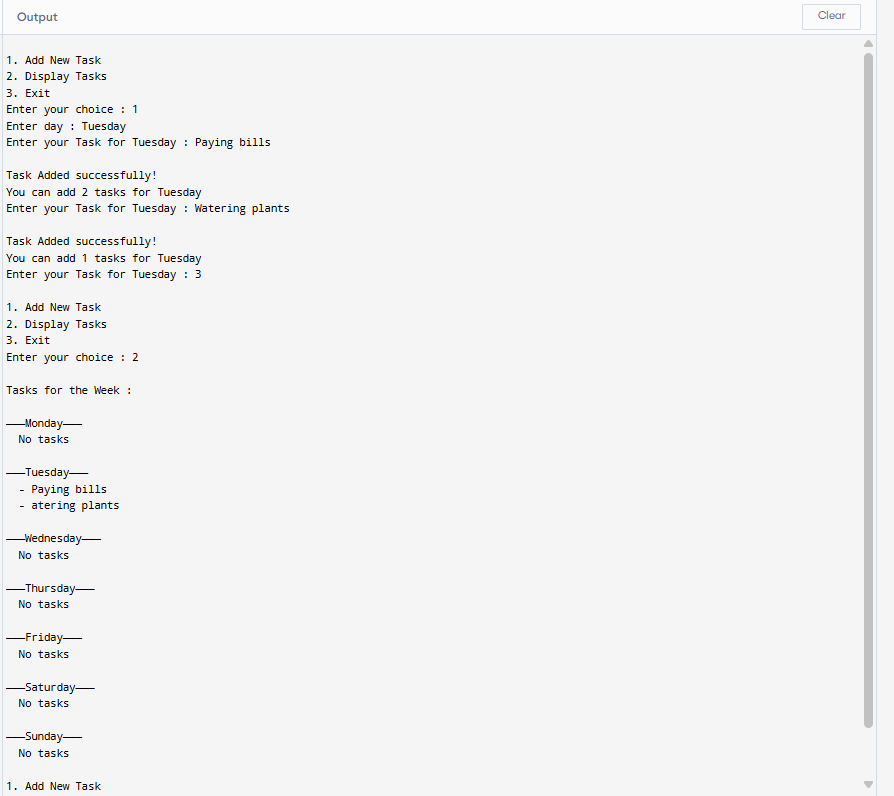 Output
Clear
1. Add New Task
2. Display Tasks
3. Exit
Enter your choice : 1
Enter day : Tuesday
Enter your Task for Tuesday : Paying bills
Task Added successfully!
You can add 2 tasks for Tuesday
Enter your Task for Tuesday : Watering plants
Task Added successfully!
You can add 1 tasks for Tuesday
Enter your Task for Tuesday : 3
1. Add New Task
2. Display Tasks
3. Exit
Enter your choice : 2
Tasks for the Week :
———Monday———
No tasks
———Tuesday———
- Paying bills
- atering plants
———Wednesday———
No tasks
———Thursday———
No tasks
———Friday———
No tasks
———Saturday———
No tasks
———Sunday———
No tasks
1. Add New Task